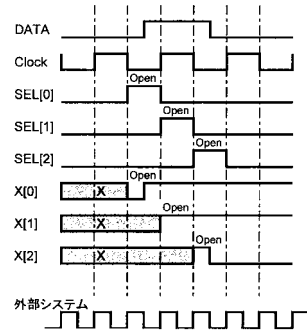 DATA
Clock
Open
SEL[0]
Open
SEL[1]
Open
SEL[2]
Open
X[0]
X
Open
X[1]
X
Open
X[2]
X
外部システム